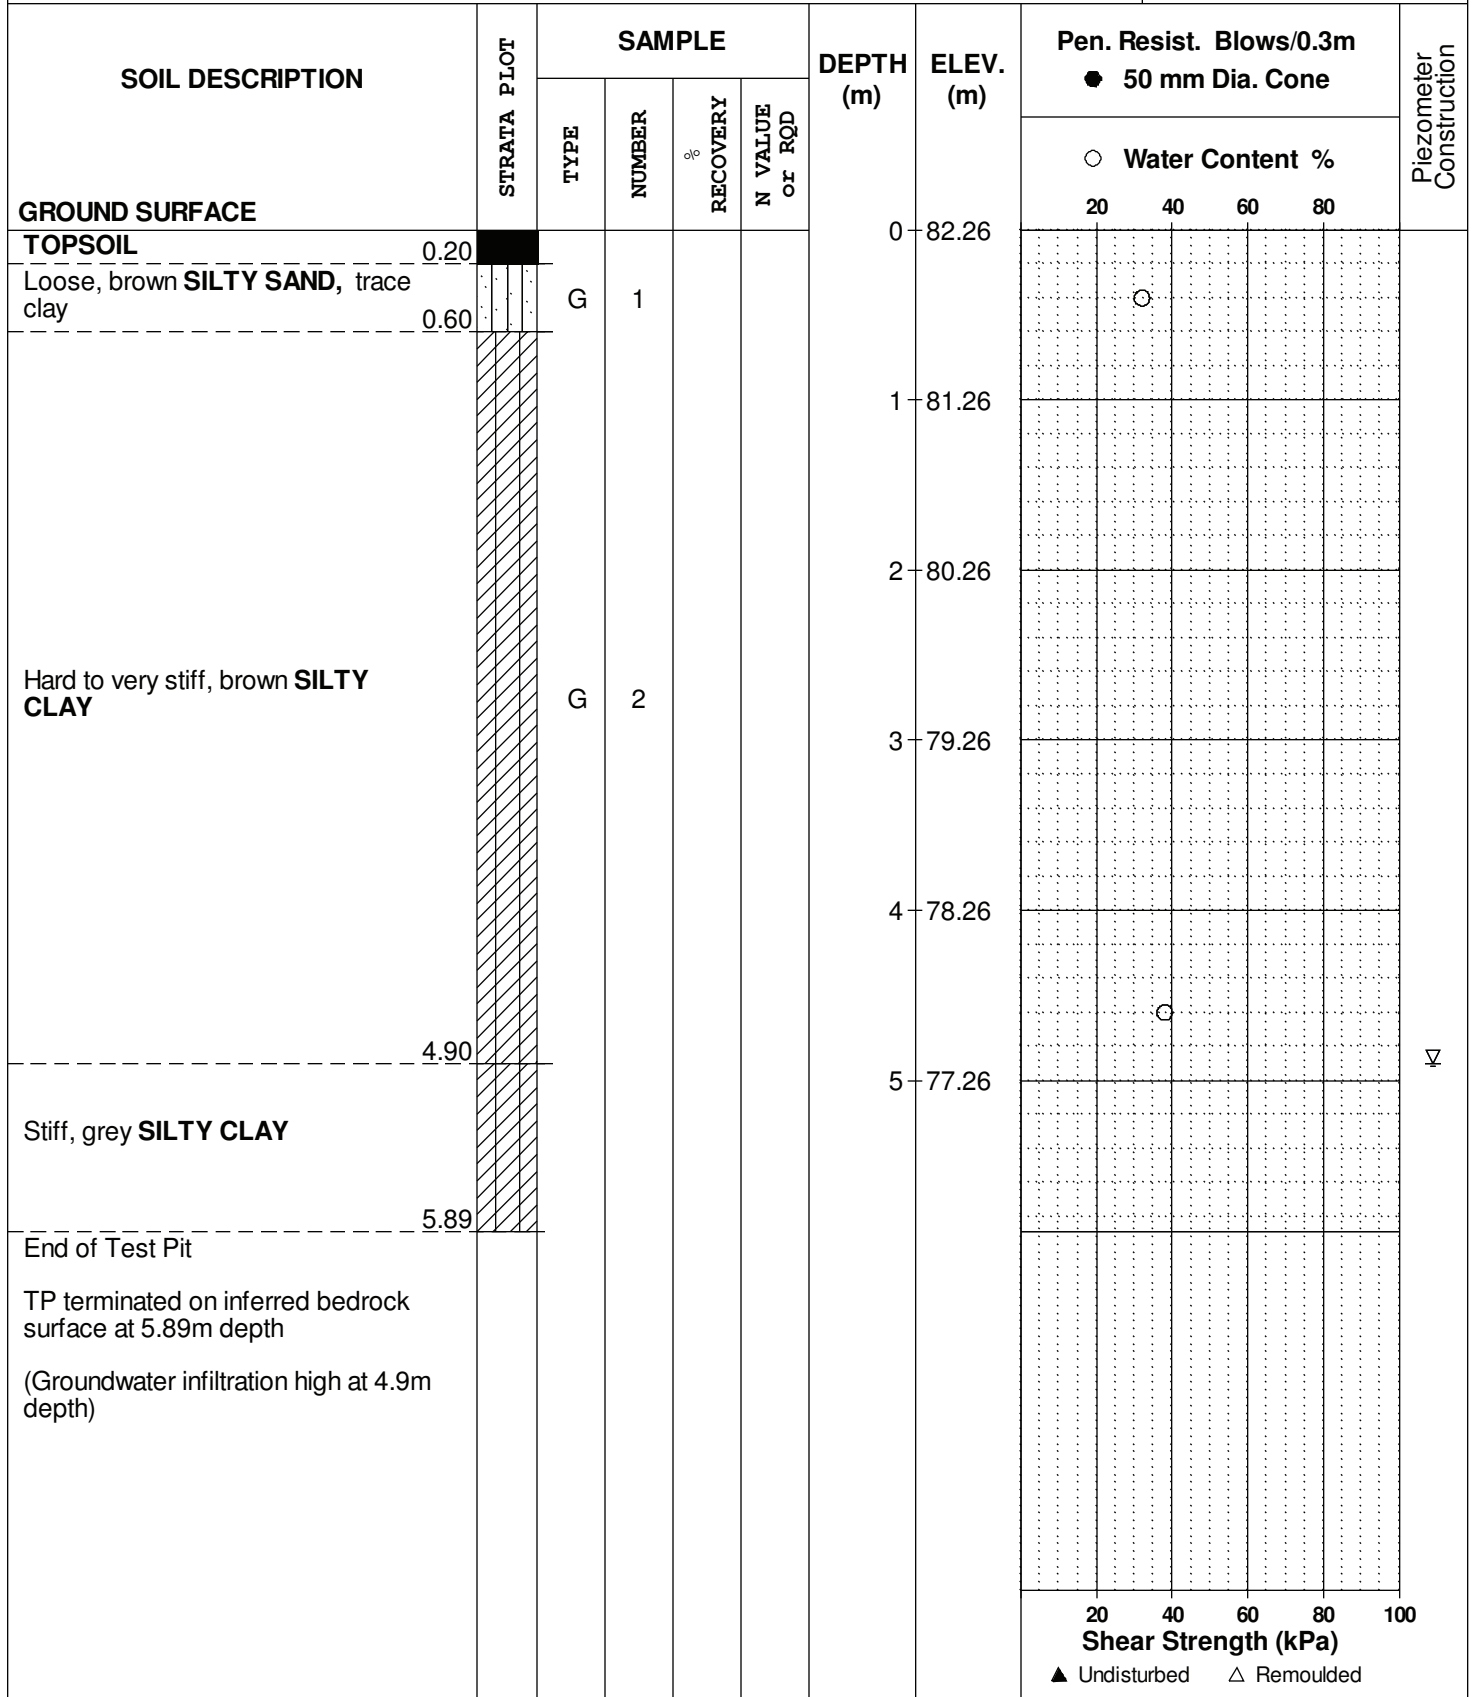 SOIL DESCRIPTION
GROUND SURFACE
STRATA PLOT
SAMPLE
TYPE
NUMBER
%
RECOVERY
N VALUE
or RQD
DEPTH
(m)
ELEV.
(m)
Pen. Resist. Blows/0.3m
● 50 mm Dia. Cone
○ Water Content %
20 40 60 80
Piezometer
Construction
TOPSOIL 0.20
0 82.26
Loose, brown SILTY SAND, trace
clay
0.60
G 1
1 81.26
2 80.26
Hard to very stiff, brown SILTY
CLAY
G 2
3 79.26
4 78.26
4.90
5 77.26
Stiff, grey SILTY CLAY
5.89
End of Test Pit
TP terminated on inferred bedrock
surface at 5.89m depth
(Groundwater infiltration high at 4.9m
depth)
20 40 60 80 100
Shear Strength (kPa)
▲ Undisturbed △ Remoulded